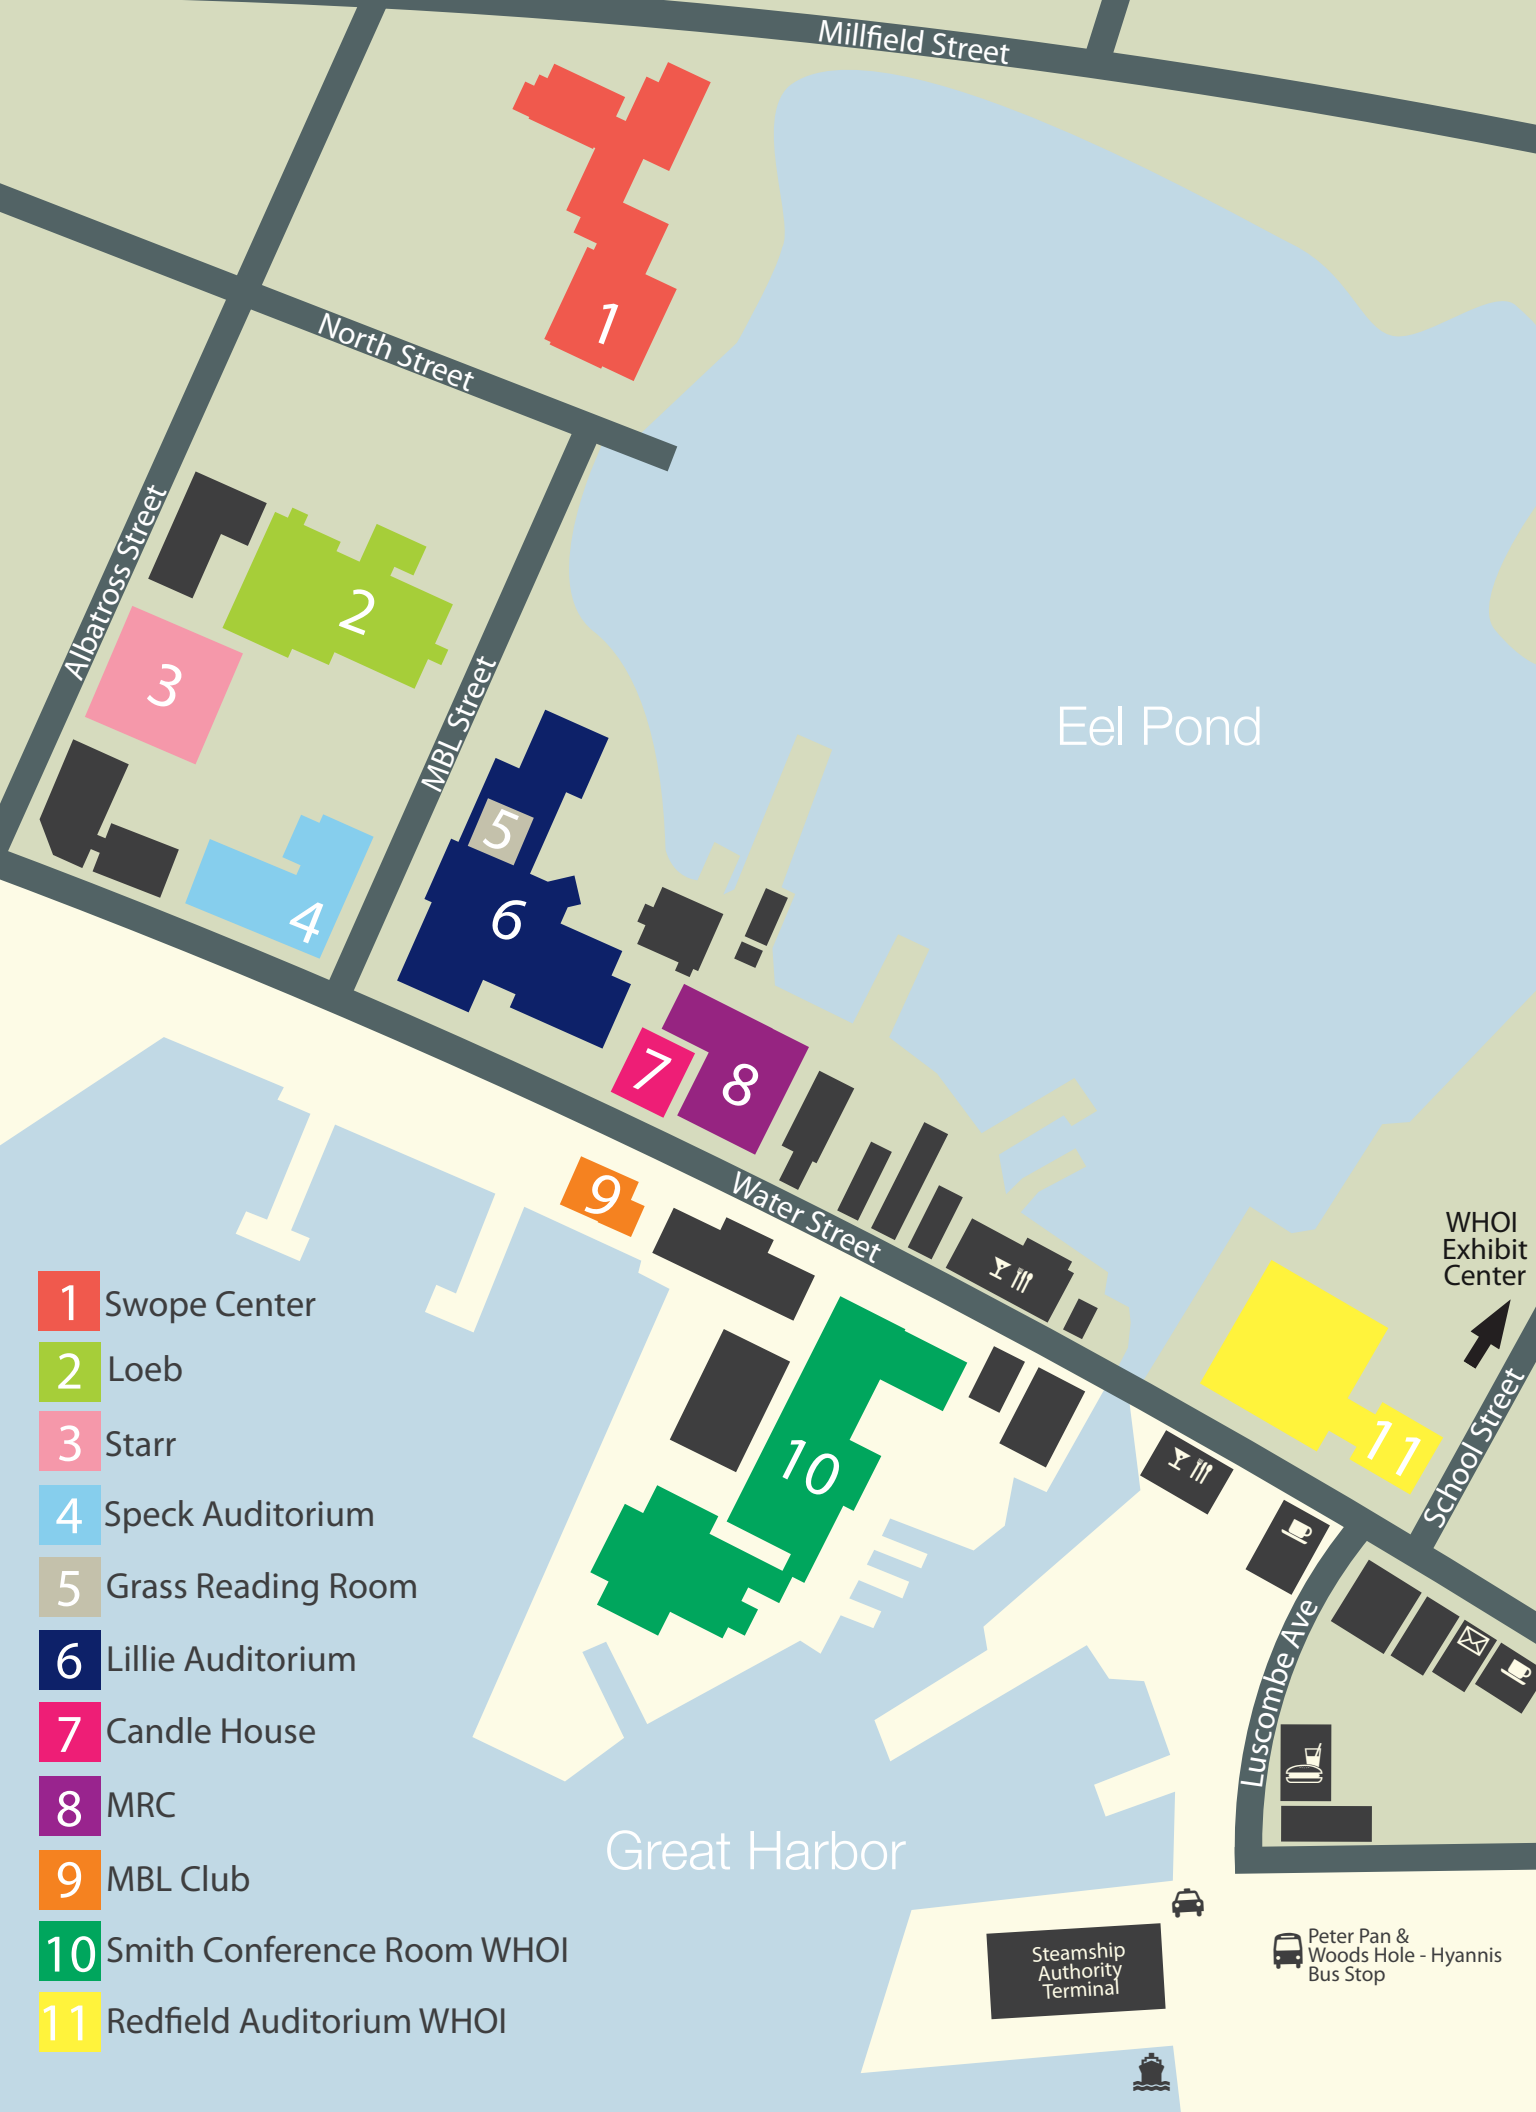 Millfield Street
1
North Street
Albatross Street
2
3
MBL Street
Eel Pond
5
4
6
7
8
9
Water Street
WHOI
Exhibit
Center
1 Swope Center
2 Loeb
3 Starr
4 Speck Auditorium
5 Grass Reading Room
6 Lillie Auditorium
7 Candle House
8 MRC
9 MBL Club
10 Smith Conference Room WHOI
11 Redfield Auditorium WHOI
10
11
School Street
Luscombe Ave
Great Harbor
Steamship
Authority
Terminal
Peter Pan &
Woods Hole - Hyannis
Bus Stop